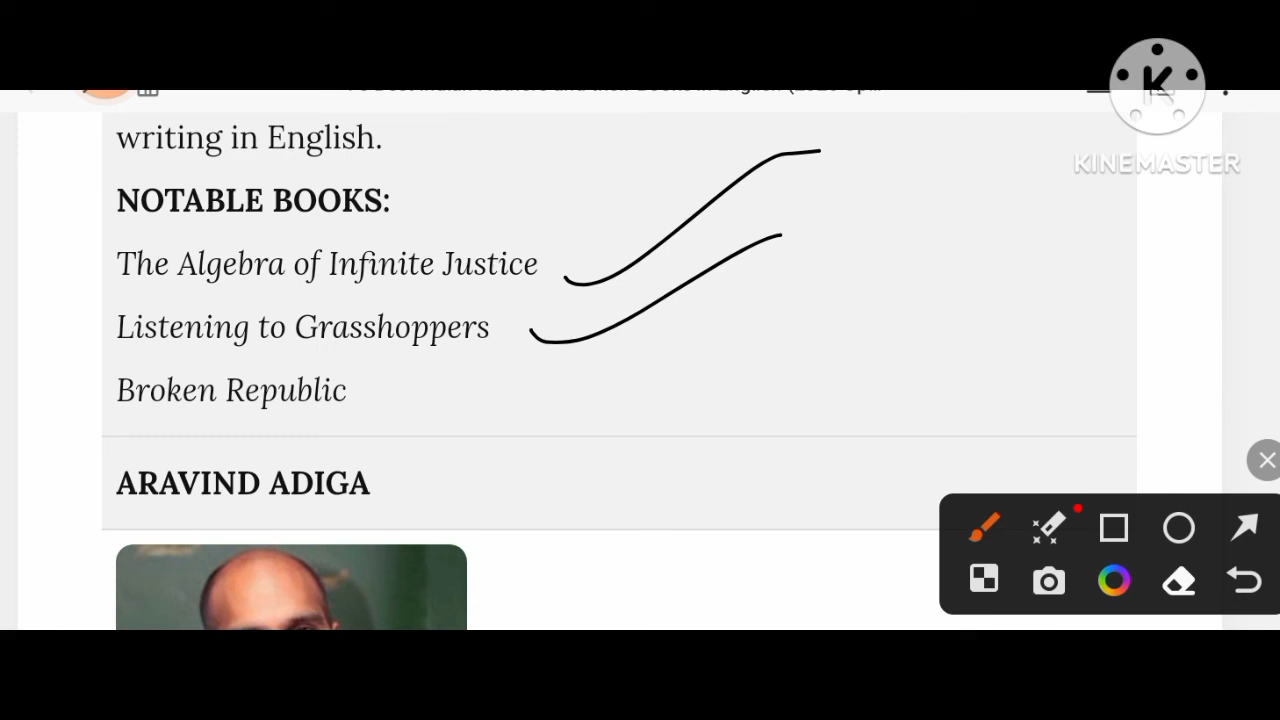 writing in English.
NOTABLE BOOKS:
The Algebra of Infinite Justice
Listening to Grasshoppers
Broken Republic
ARAVIND ADIGA
KINEMASTER